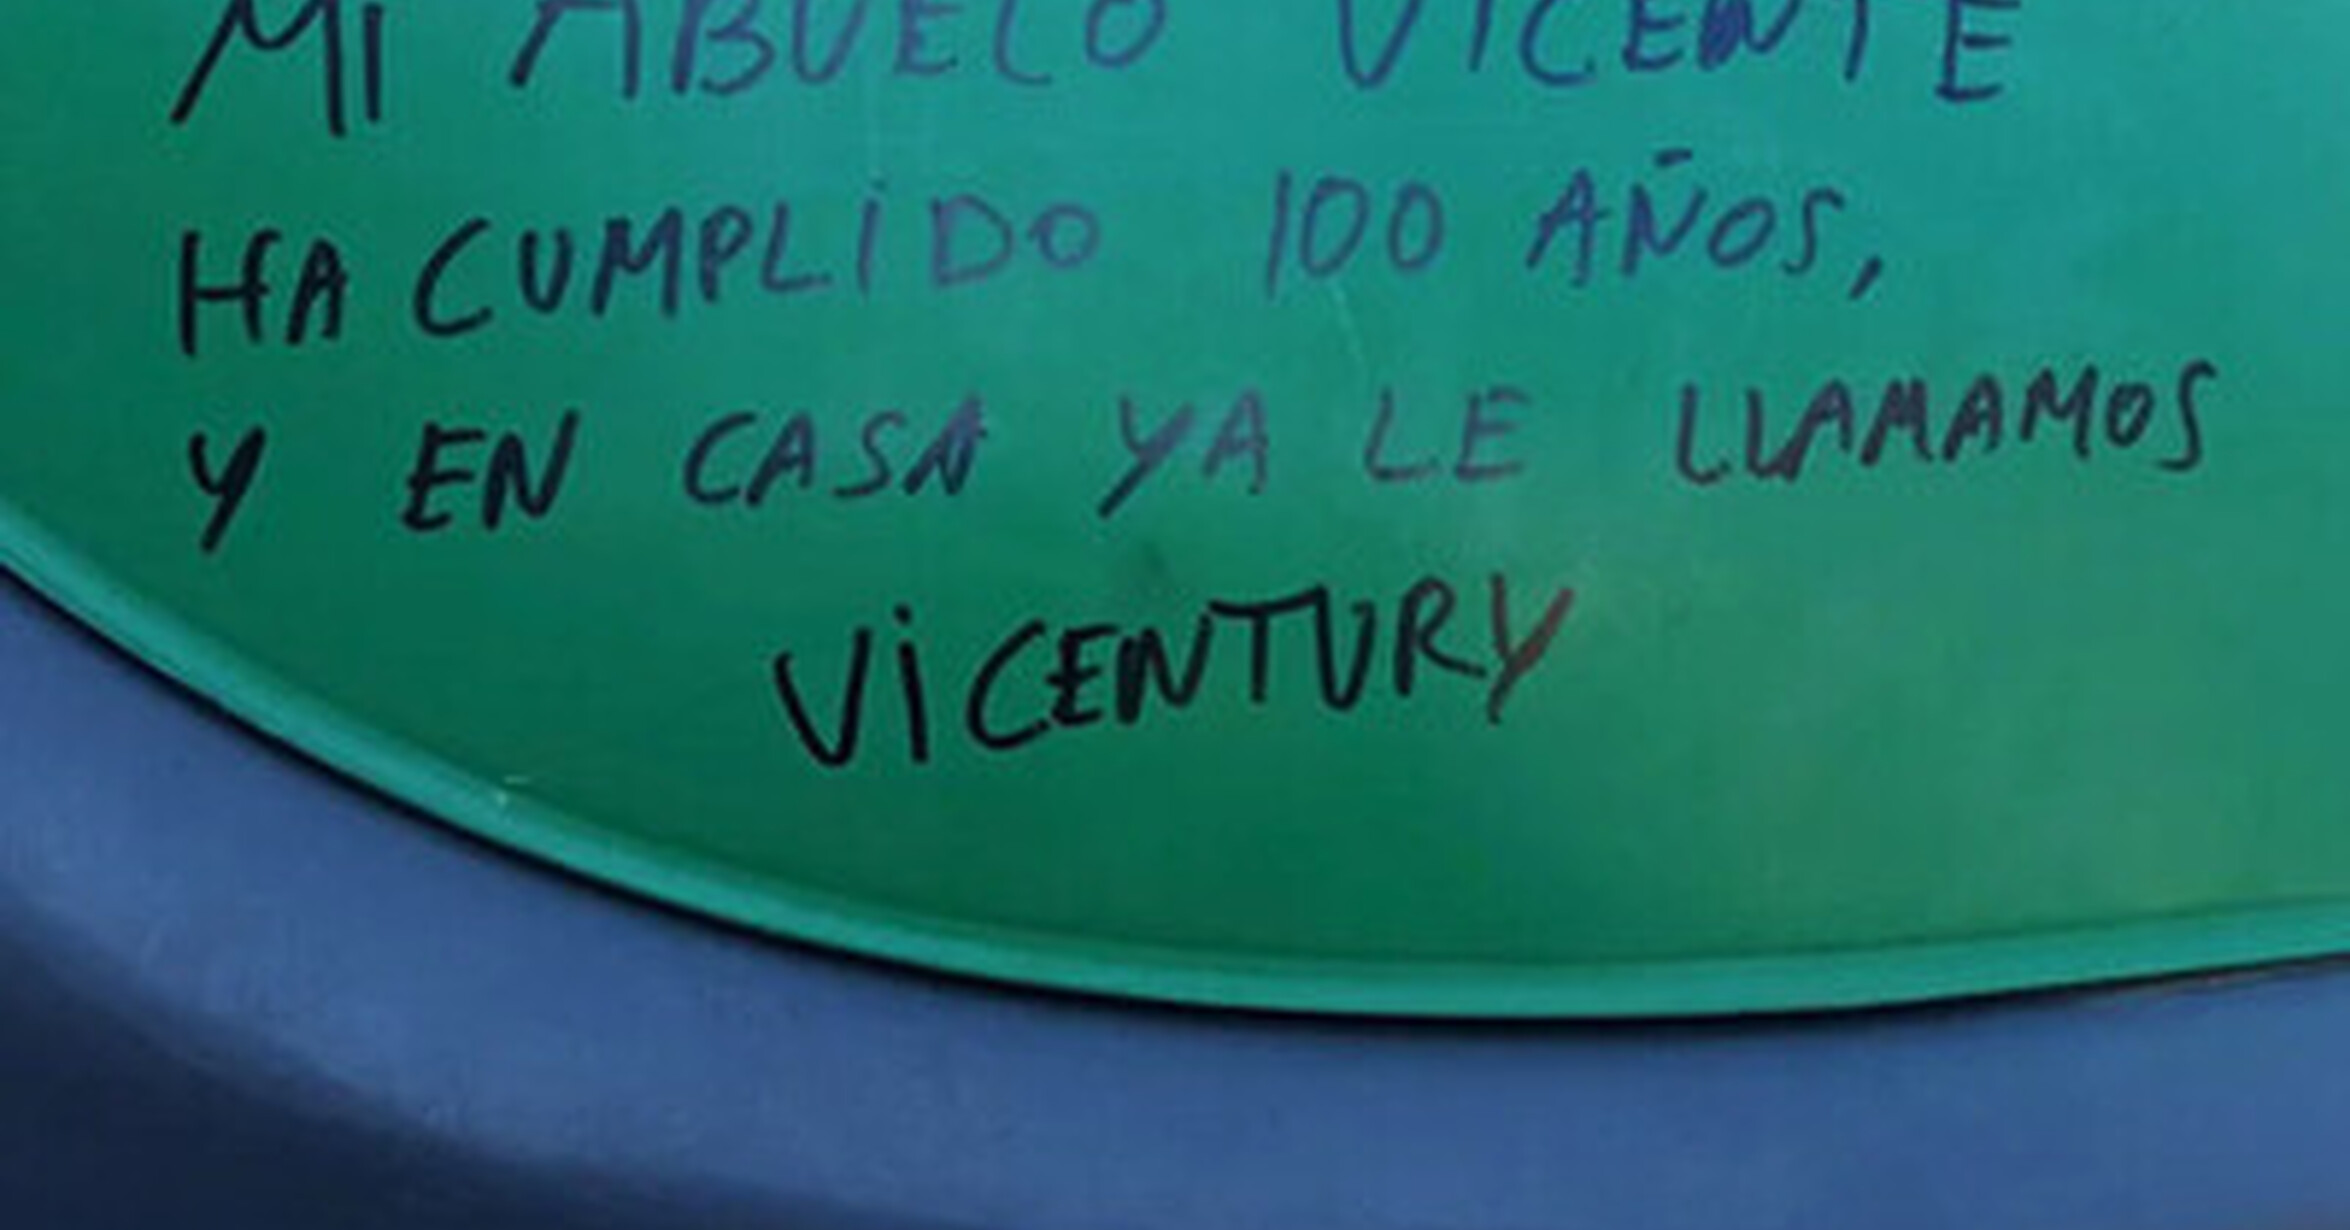 MI ABUELO VICENTE
HA CUMPLIDO 100 AÑOS,
Y EN CASA YA LE LLAMAMOS
VICENTURY